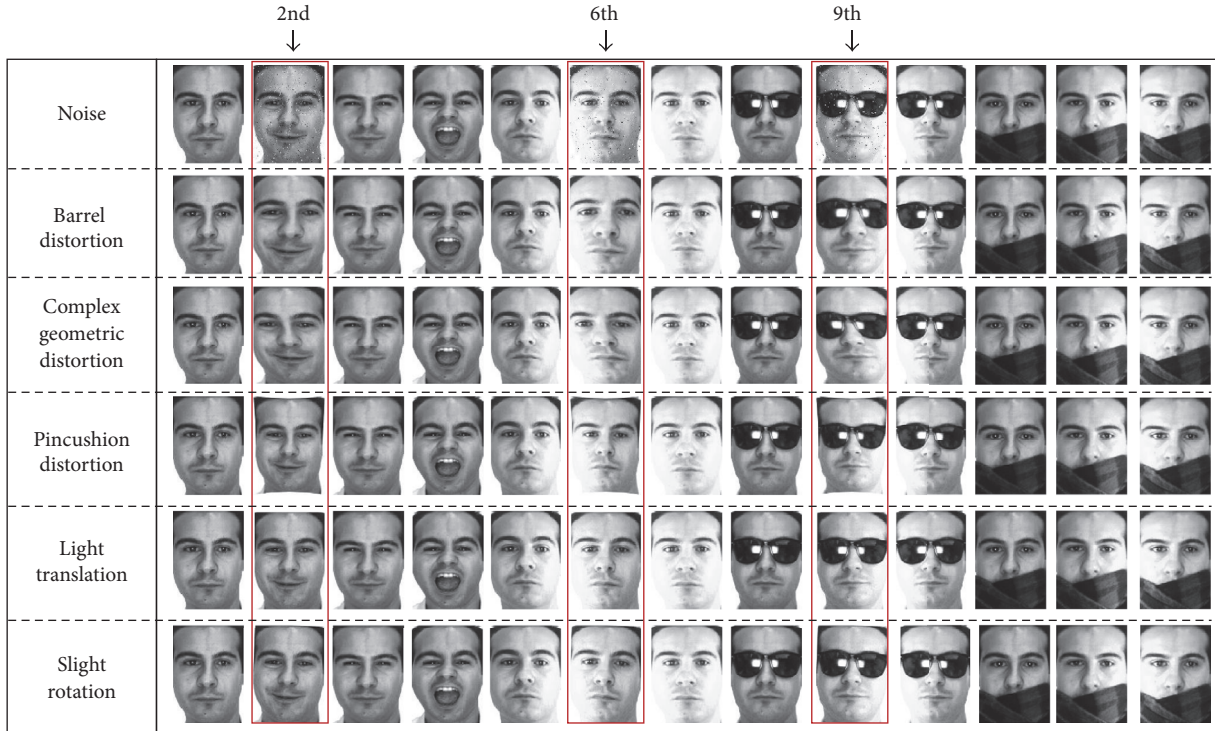 2nd 6th 9th
Noise
Barrel
distortion
Complex
geometric
distortion
Pincushion
distortion
Light
translation
Slight
rotation